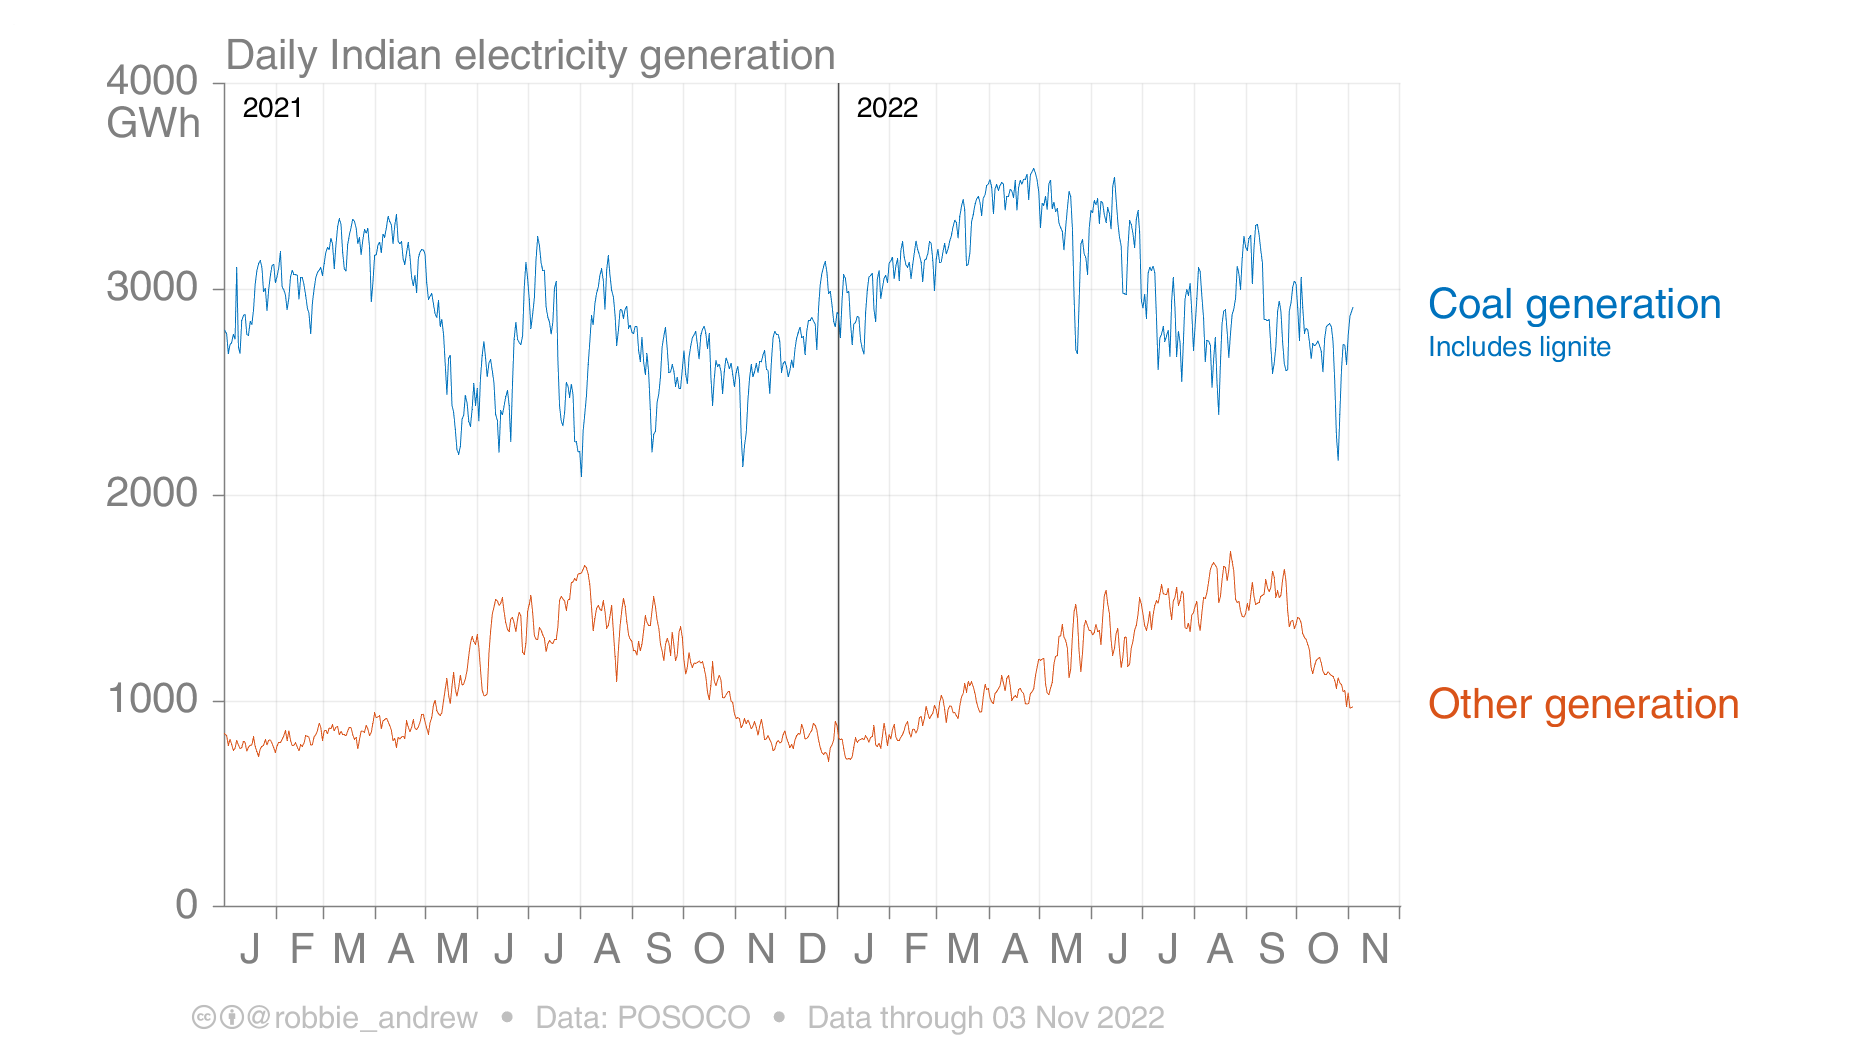 Daily Indian electricity generation
4000
GWh
2021
2022
3000
Coal generation
Includes lignite
2000
1000
Other generation
0
J F M A M J J A S O N D J F M A M J J A S O N
@robbie_andrew • Data: POSOCO • Data through 03 Nov 2022